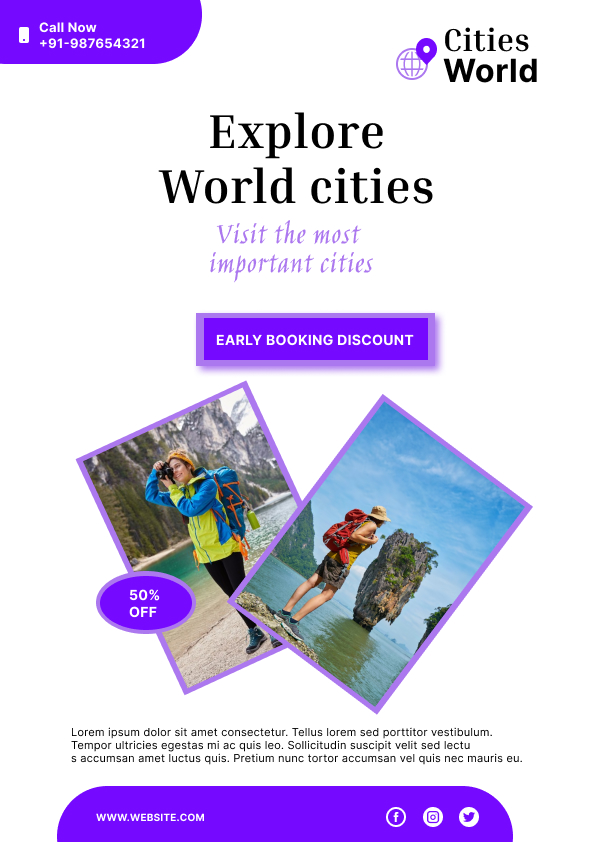 Call Now
+91-987654321
Cities
World
Explore
World cities
Visit the most
important cities
EARLY BOOKING DISCOUNT
50%
OFF
Lorem ipsum dolor sit amet consectetur. Tellus lorem sed porttitor vestibulum.
Tempor ultricies egestas mi ac quis leo. Sollicitudin suscipit velit sed lectu
s accumsan amet luctus quis. Pretium nunc tortor accumsan vel quis nec mauris eu.
WWW.WEBSITE.COM